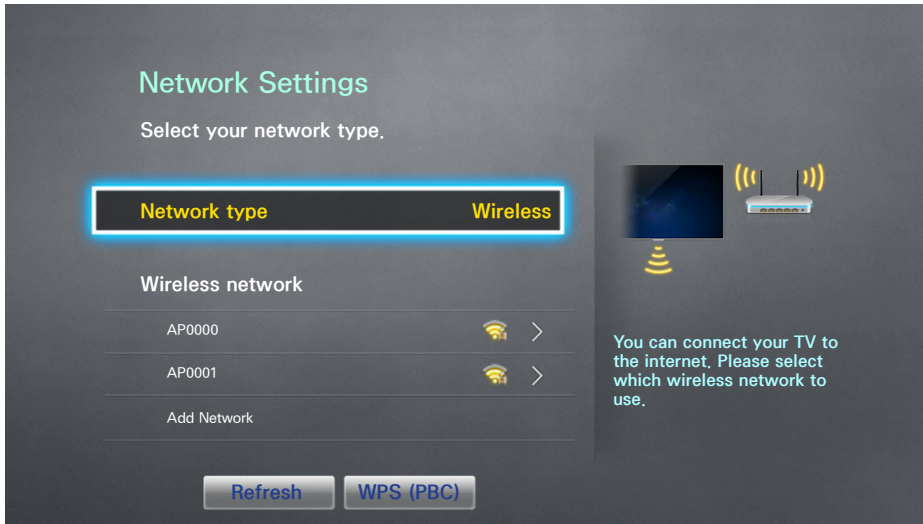 Network Settings
Select your network type.
Network type Wireless
Wireless network
AP0000
AP0001
Add Network
Refresh WPS (PBC)
You can connect your TV to
the internet. Please select
which wireless network to
use.